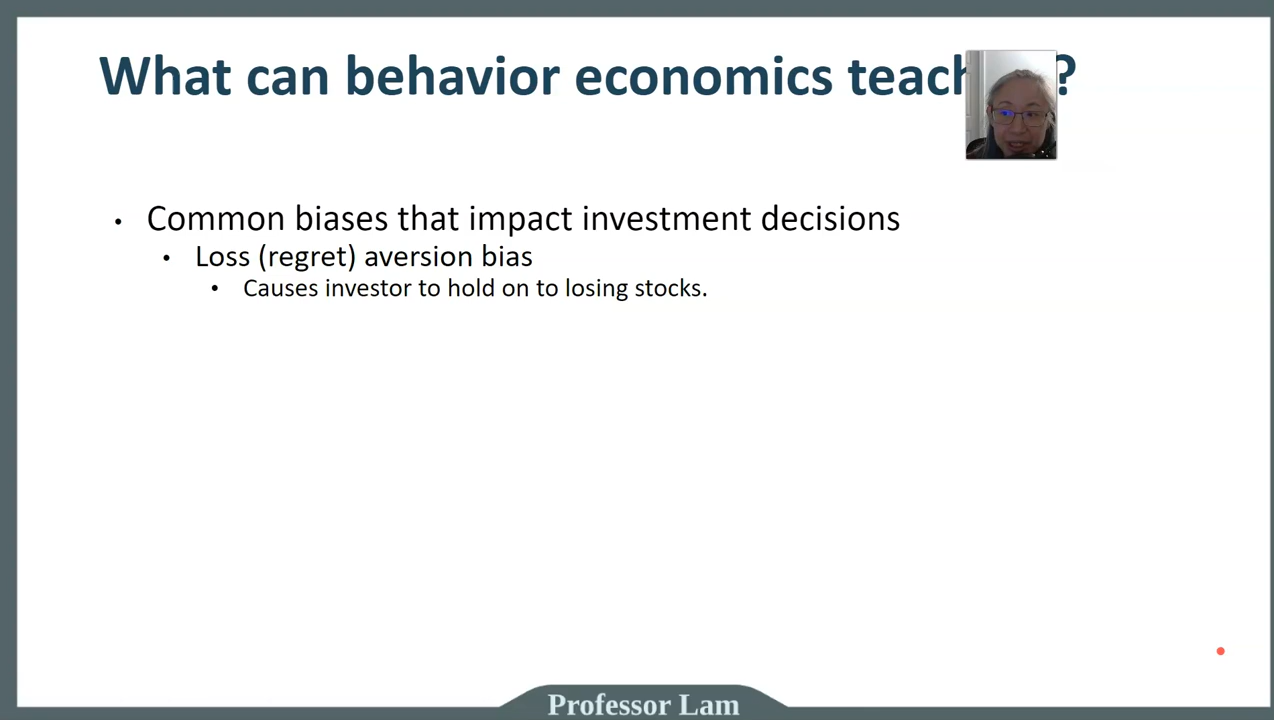 What can behavior economics teach ?
• Common biases that impact investment decisions
• Loss (regret) aversion bias
• Causes investor to hold on to losing stocks.
Professor Lam